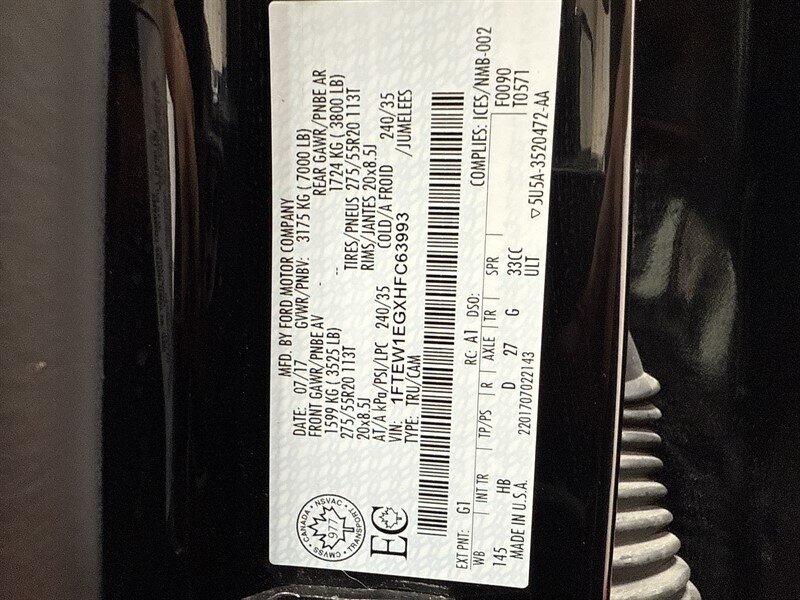 MFD. BY FORD MOTOR COMPANY
DATE: 07/17 GVWR/PNBV: 3175 KG ( 7000 LB)
FRONT GAWR/PNBE AV REAR GAWR/PNBE AR
1599 KG ( 3525 LB) -- 1724 KG ( 3800 LB)
275/55R20 113T TIRES/PNEUS 275/55R20 113T
20x8.5J RIMS/JANTES 20x8.5J
AT/A kPa/PSI/LPC 240/35 COLD/A FROID 240/35
VIN: 1FTEW1EGXHFC63993 /JUMELEES
TYPE: TRU/CAM
CANADA
NSVAC
TRANSPORT
CMVSS
977
EC
EXT PNT: G1 RC: A1 DSO: COMPLIES: ICES/NMB-002
WB INT TR TP/PS R AXLE TR SPR F0090
145 HB D 27 G 33CC T0571
ULT
MADE IN U.S.A. 2201707022143 ▽5U5A-3520472-AA